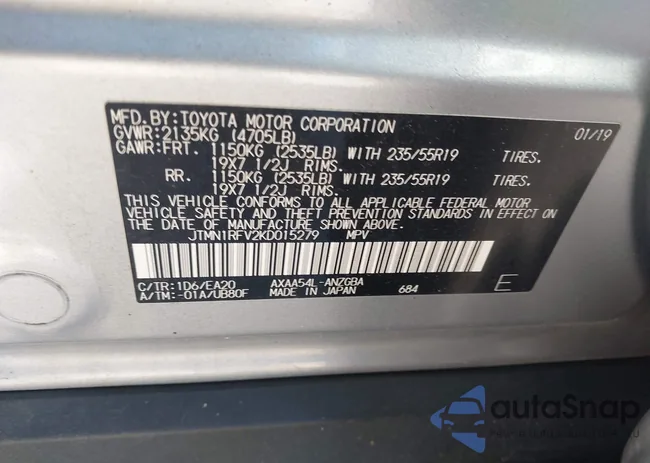 MFD.BY:TOYOTA MOTOR CORPORATION 01/19
GVWR:2135KG (4705LB)
GAWR:FRT. 1150KG (2535LB) WITH 235/55R19 TIRES.
19X7 1/2J RIMS.
RR. 1150KG (2535LB) WITH 235/55R19 TIRES.
19X7 1/2J RIMS.
THIS VEHICLE CONFORMS TO ALL APPLICABLE FEDERAL MOTOR
VEHICLE SAFETY AND THEFT PREVENTION STANDARDS IN EFFECT ON
THE DATE OF MANUFACTURE SHOWN ABOVE.
JTMN1RFV2KD015279 MPV
C/TR:1D6/EA20 AXAA54L-ANZGBA
A/TM:-01A/UB80F MADE IN JAPAN 684 E
autoSnap